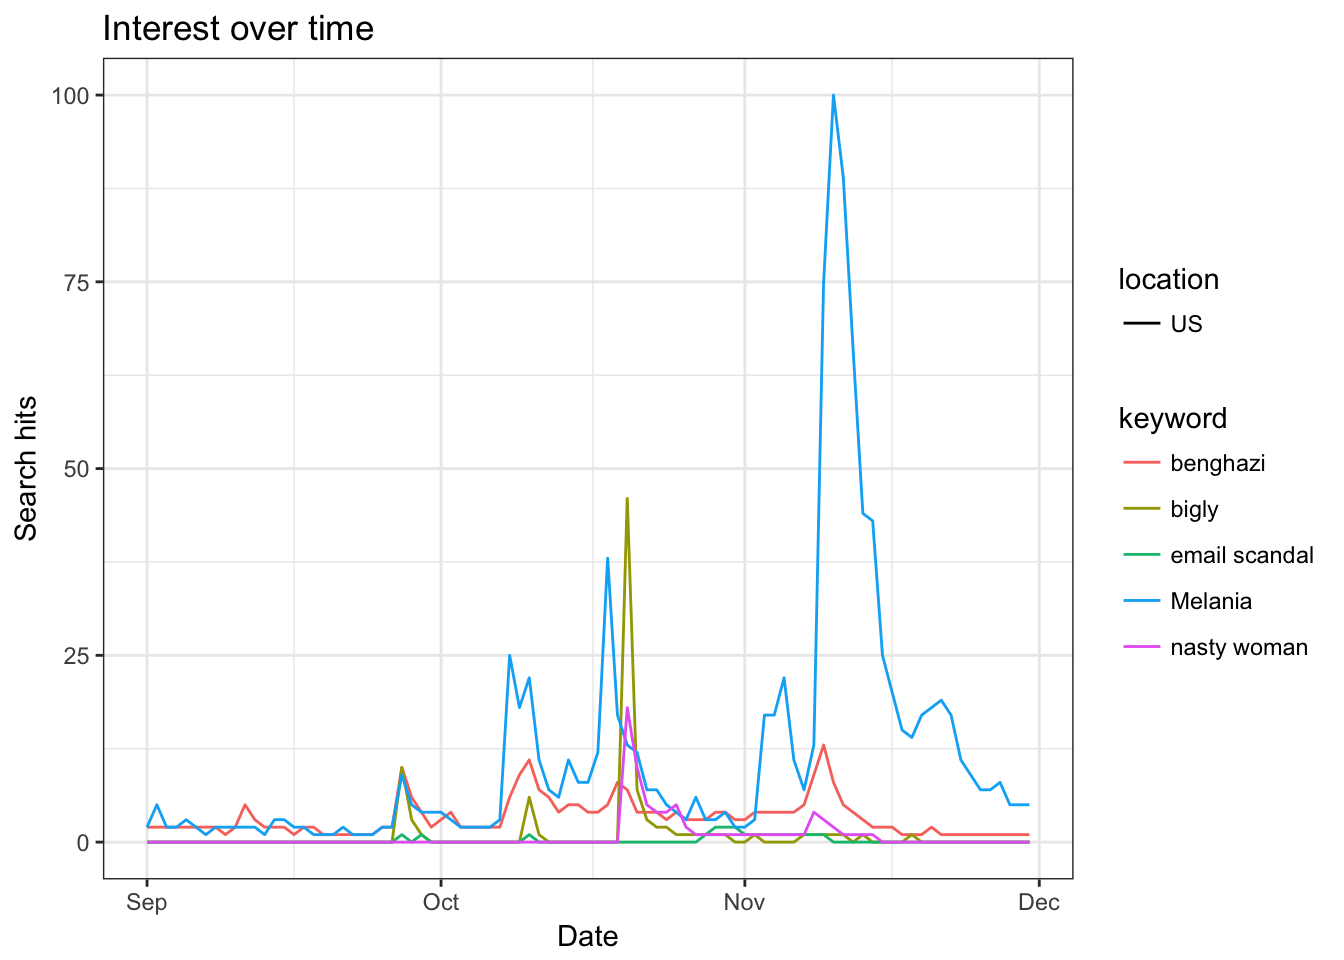 Interest over time
100
75
50
25
0
Search hits
Sep Oct Nov Dec
Date
location
US
keyword
benghazi
bigly
email scandal
Melania
nasty woman